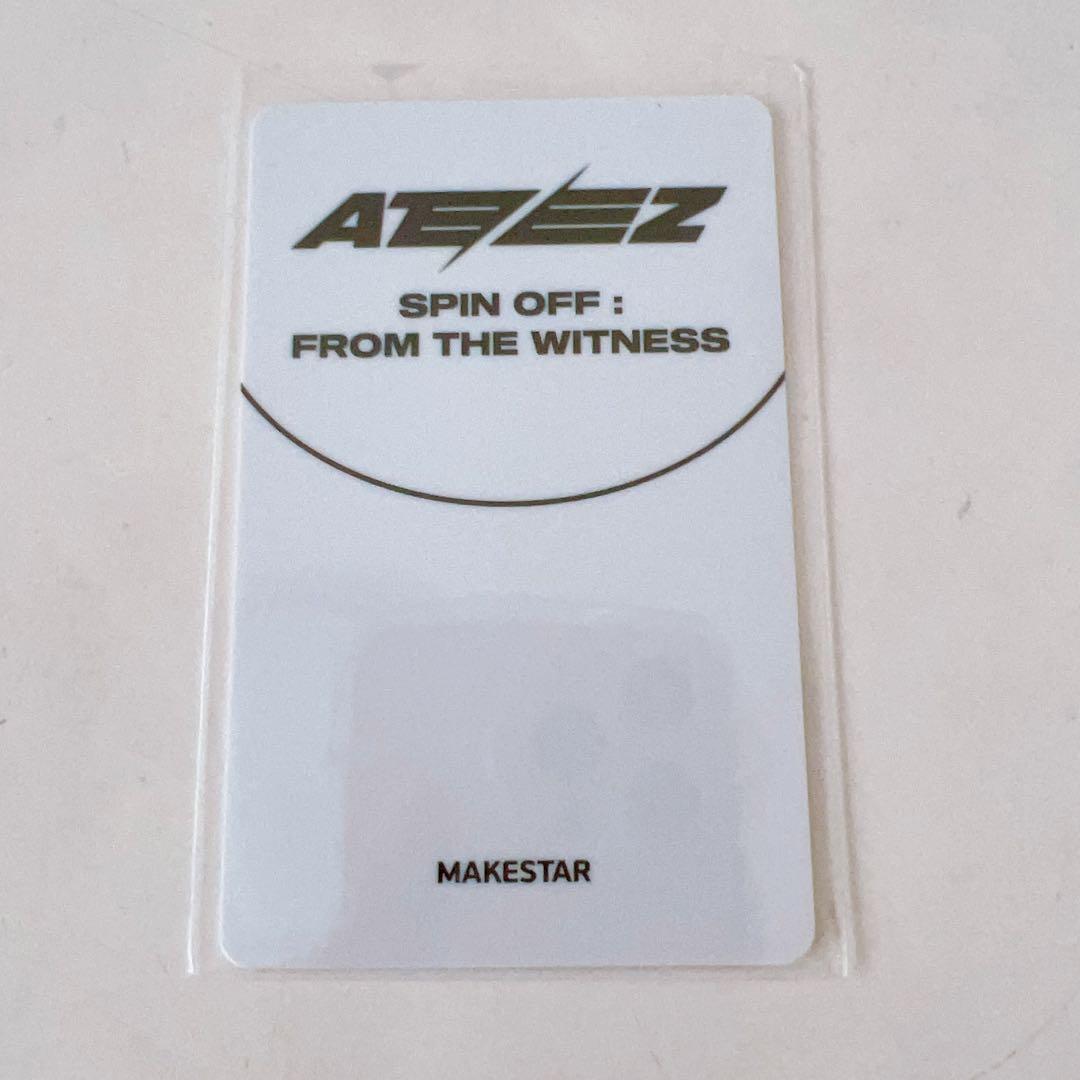 ATEEZ
SPIN OFF :
FROM THE WITNESS
MAKESTAR